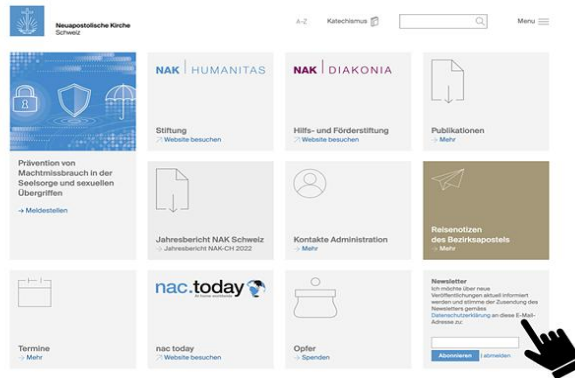 Neuapostolische Kirche
Schweiz
A–Z
Katechismus
Menu
NAK | HUMANITAS
Stiftung
↗ Website besuchen
NAK | DIAKONIA
Hilfs- und Förderstiftung
↗ Website besuchen
Publikationen
→ Mehr
Prävention von
Machtmissbrauch in der
Seelsorge und sexuellen
Übergriffen
→ Meldestellen
Jahresbericht NAK Schweiz
→ Jahresbericht NAK-CH 2022
Kontakte Administration
→ Mehr
Reisenotizen
des Bezirksapostels
→ Mehr
Termine
→ Mehr
nac.today
nac today
↗ Website besuchen
Opfer
→ Spenden
Newsletter
Ich möchte über neue
Veröffentlichungen aktuell informiert
werden und stimme der Zusendung des
Newsletters gemäss
Datenschutzerklärung an diese E-Mail-
Adresse zu:
Abonnieren | abmelden